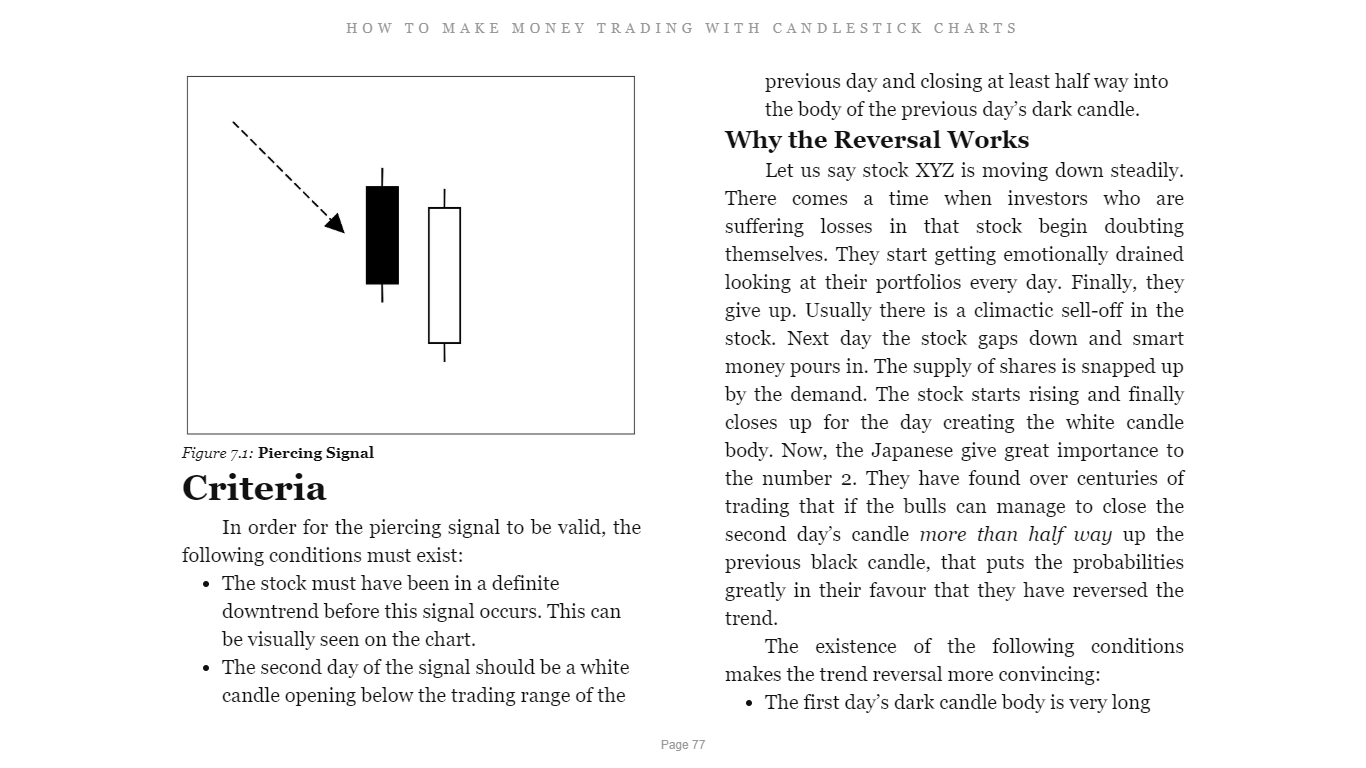 HOW TO MAKE MONEY TRADING WITH CANDLESTICK CHARTS
Figure 7.1: Piercing Signal
Criteria
In order for the piercing signal to be valid, the
following conditions must exist:
• The stock must have been in a definite
downtrend before this signal occurs. This can
be visually seen on the chart.
• The second day of the signal should be a white
candle opening below the trading range of the
previous day and closing at least half way into
the body of the previous day’s dark candle.
Why the Reversal Works
Let us say stock XYZ is moving down steadily.
There comes a time when investors who are
suffering losses in that stock begin doubting
themselves. They start getting emotionally drained
looking at their portfolios every day. Finally, they
give up. Usually there is a climactic sell-off in the
stock. Next day the stock gaps down and smart
money pours in. The supply of shares is snapped up
by the demand. The stock starts rising and finally
closes up for the day creating the white candle
body. Now, the Japanese give great importance to
the number 2. They have found over centuries of
trading that if the bulls can manage to close the
second day’s candle more than half way up the
previous black candle, that puts the probabilities
greatly in their favour that they have reversed the
trend.
The existence of the following conditions
makes the trend reversal more convincing:
• The first day’s dark candle body is very long
Page 77